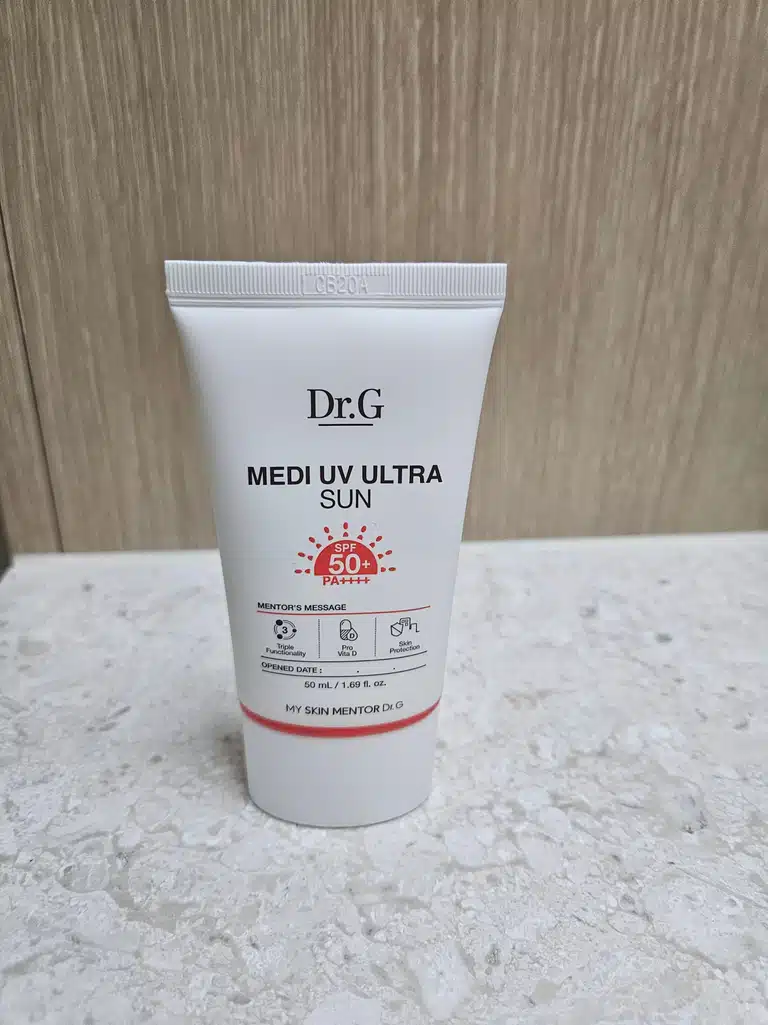 CB20A
Dr.G
MEDI UV ULTRA
SUN
SPF
50+
PA++++
MENTOR'S MESSAGE
3
Triple
Functionality
D
Pro
Vita D
Skin
Protection
OPENED DATE : . .
50 mL / 1.69 fl. oz.
MY SKIN MENTOR Dr.G